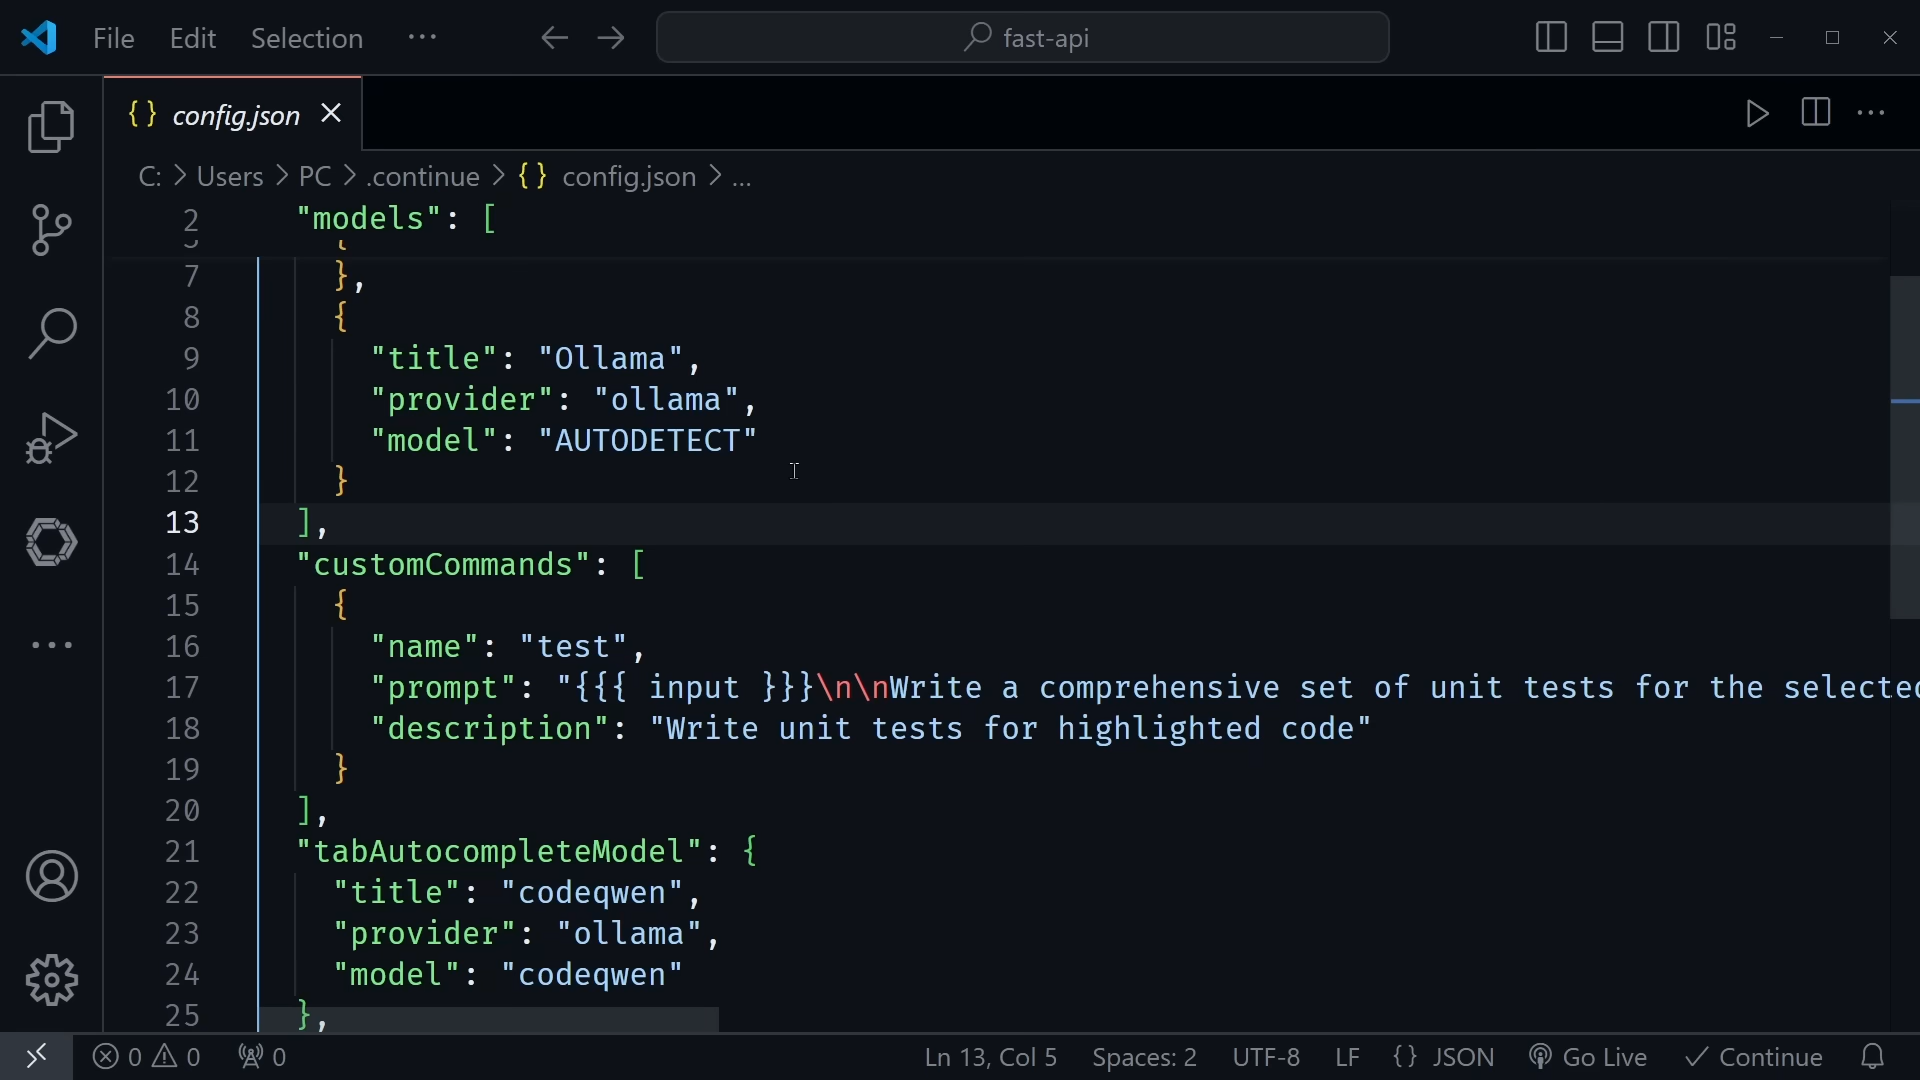 File Edit Selection ··· fast-api
{} config.json
C: > Users > PC > .continue > {} config.json > ...
2 "models": [
{
7 },
8 {
9 "title": "Ollama",
10 "provider": "ollama",
11 "model": "AUTODETECT"
12 }
13 ],
14 "customCommands": [
15 {
16 "name": "test",
17 "prompt": "{{{ input }}}\n\nWrite a comprehensive set of unit tests for the selected
18 "description": "Write unit tests for highlighted code"
19 }
20 ],
21 "tabAutocompleteModel": {
22 "title": "codeqwen",
23 "provider": "ollama",
24 "model": "codeqwen"
25 },
0 0 0 Ln 13, Col 5 Spaces: 2 UTF-8 LF {} JSON Go Live Continue